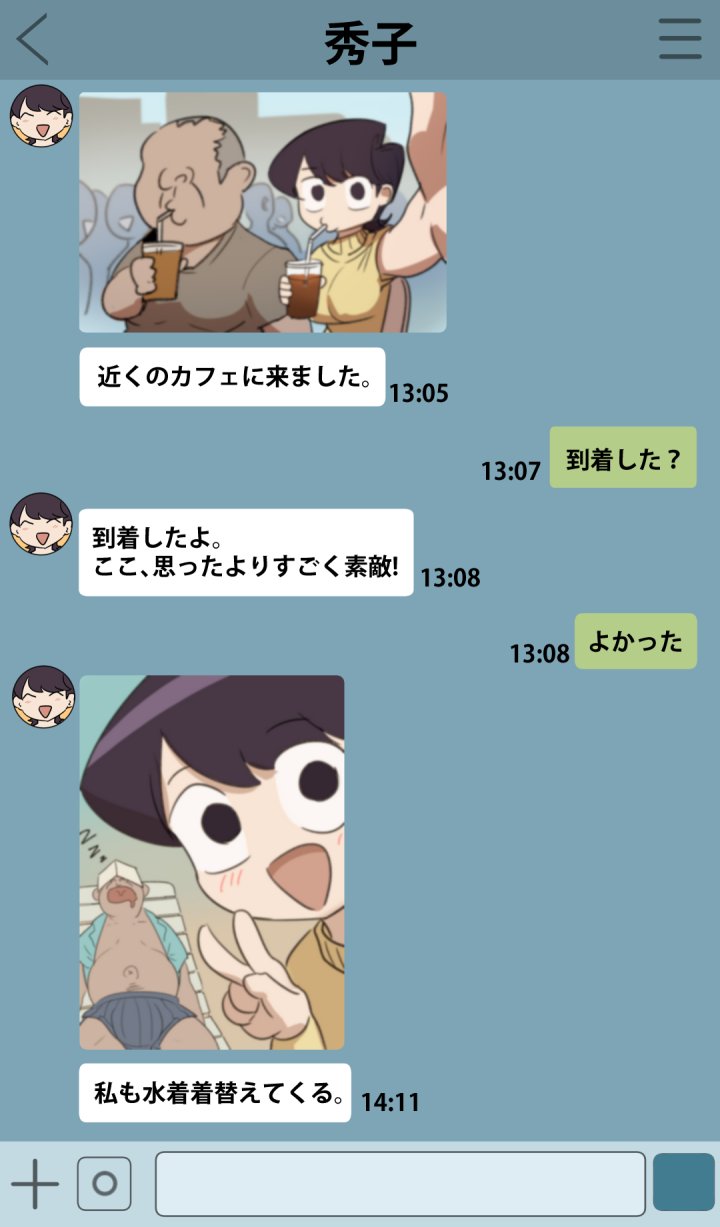 秀子
近くのカフェに来ました。
13:05
到着した？
13:07
到着したよ。
ここ、思ったよりすごく素敵!
13:08
よかった
13:08
zzz
私も水着着替えてくる。
14:11